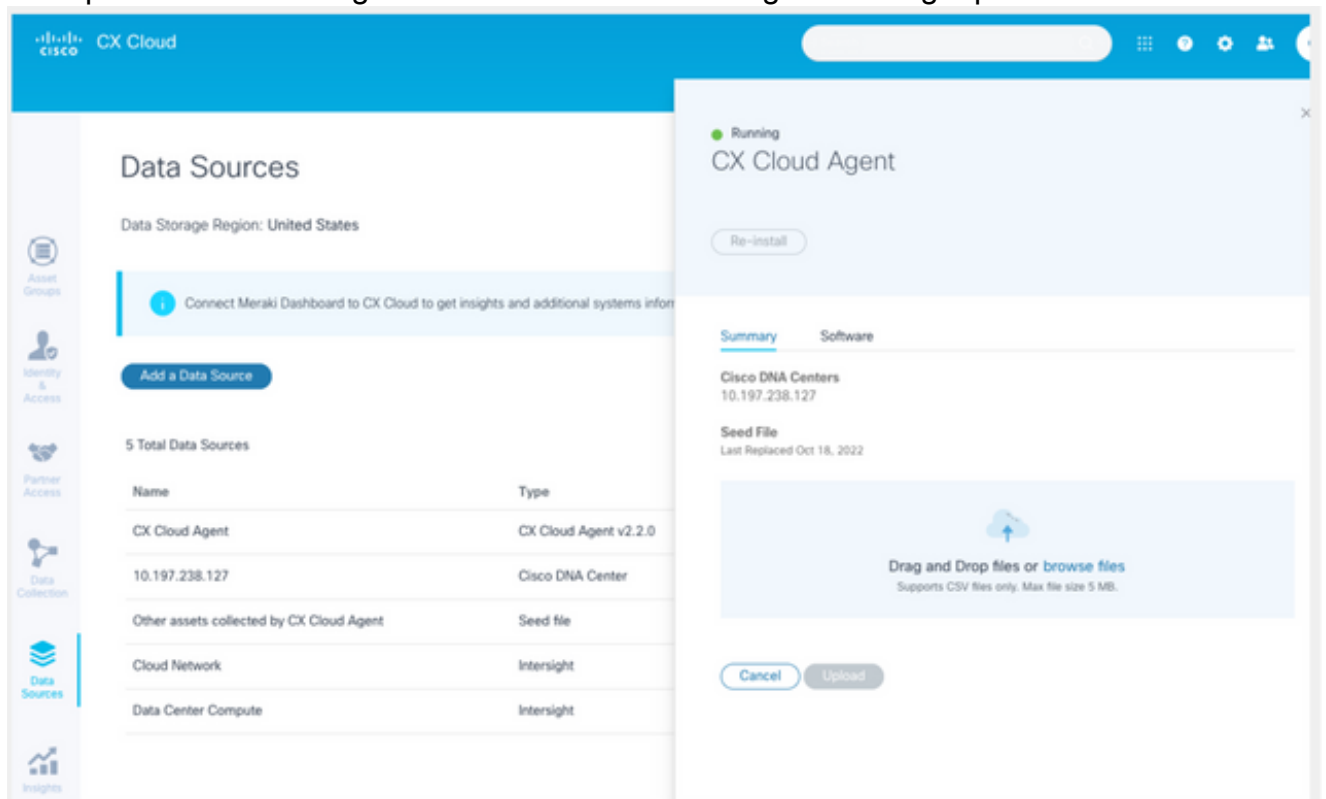 CISCO CX Cloud
Data Sources
Data Storage Region: United States
Connect Meraki Dashboard to CX Cloud to get insights and additional systems infor
Add a Data Source
5 Total Data Sources
Name Type
CX Cloud Agent CX Cloud Agent v2.2.0
10.197.238.127 Cisco DNA Center
Other assets collected by CX Cloud Agent Seed file
Cloud Network Intersight
Data Center Compute Intersight
Asset
Groups
Identity
&
Access
Partner
Access
Data
Collection
Data
Sources
Insights
Running
CX Cloud Agent
Re-install
Summary Software
Cisco DNA Centers
10.197.238.127
Seed File
Last Replaced Oct 18, 2022
Drag and Drop files or browse files
Supports CSV files only. Max file size 5 MB.
Cancel Upload